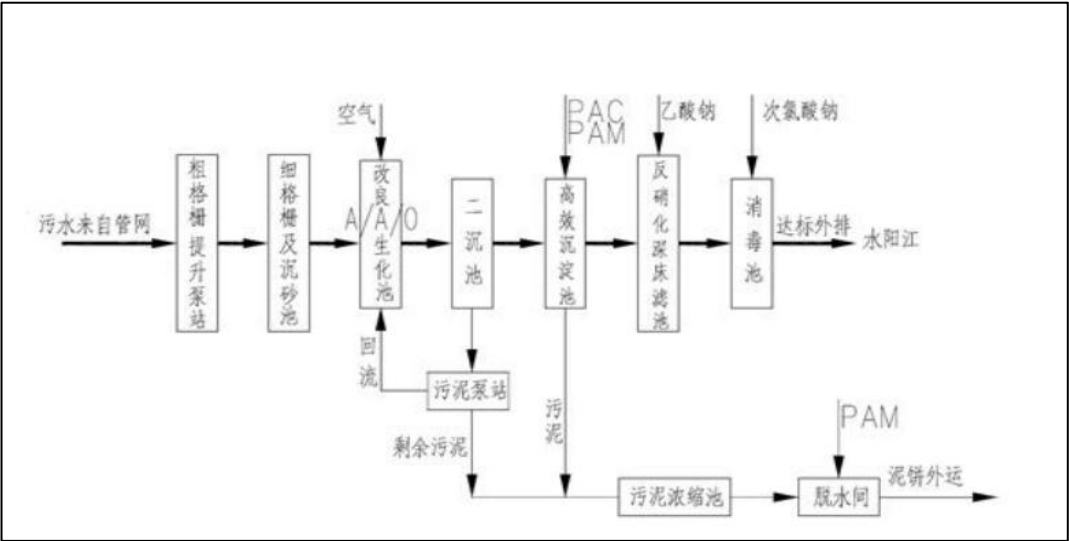 空气
PAC
PAM
乙酸钠
次氯酸钠
污水来自管网
粗格栅提升泵站
细格栅及沉砂池
改良A/A/O生化池
二沉池
高效沉淀池
反硝化深床滤池
消毒池
达标外排
水阳江
回流
污泥泵站
剩余污泥
污泥
污泥浓缩池
PAM
脱水间
泥饼外运